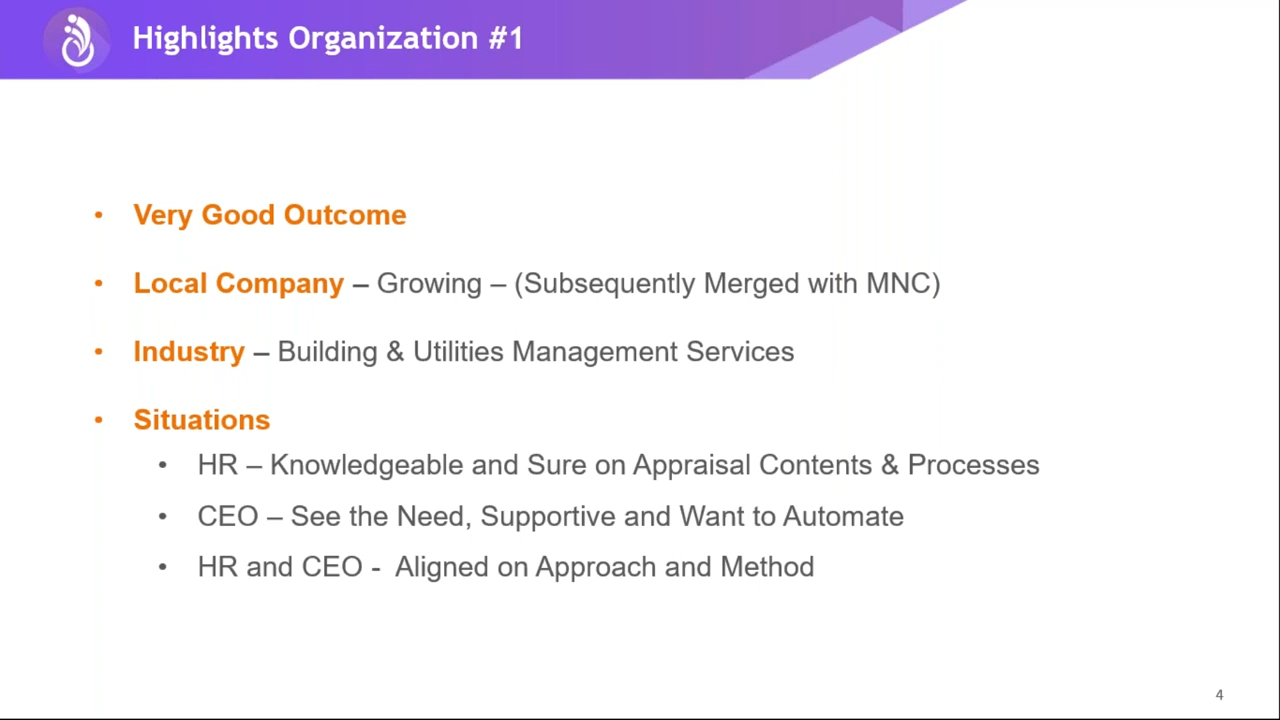 Highlights Organization #1
• Very Good Outcome
• Local Company – Growing – (Subsequently Merged with MNC)
• Industry – Building & Utilities Management Services
• Situations
• HR – Knowledgeable and Sure on Appraisal Contents & Processes
• CEO – See the Need, Supportive and Want to Automate
• HR and CEO - Aligned on Approach and Method
4